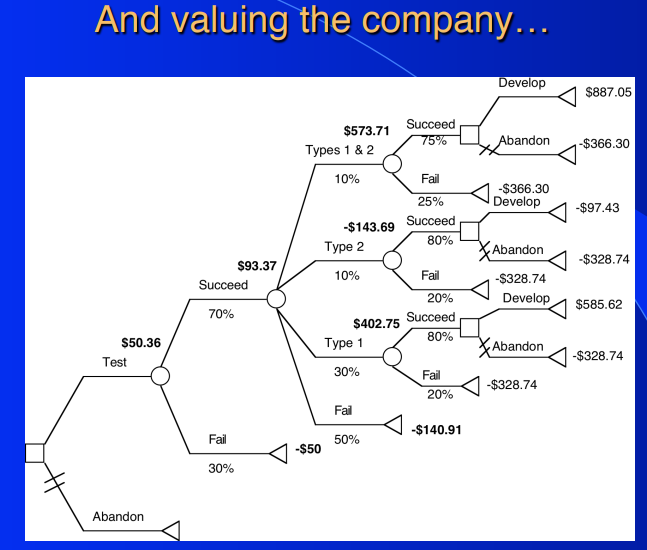 And valuing the company…
Develop
$887.05
Succeed
75%
Abandon
-$366.30
$573.71
Types 1 & 2
10%
Fail
25%
-$366.30
Develop
-$97.43
Succeed
80%
Abandon
-$328.74
-$143.69
Type 2
10%
Fail
20%
-$328.74
$93.37
Succeed
70%
Develop
$585.62
Succeed
80%
Abandon
-$328.74
$402.75
Type 1
30%
Fail
20%
-$328.74
$50.36
Test
Fail
50%
-$140.91
Fail
30%
-$50
Abandon